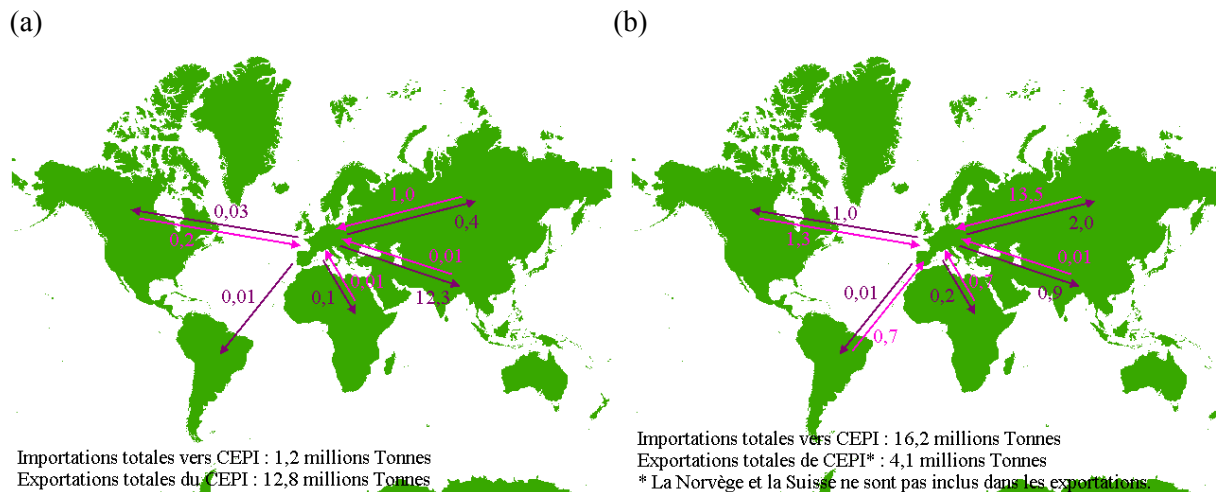 (a)
0,03
0,2
1,0
0,4
0,01
0,01
0,01
0,1
12,3
Importations totales vers CEPI : 1,2 millions Tonnes
Exportations totales du CEPI : 12,8 millions Tonnes
(b)
1,0
1,3
13,5
2,0
0,01
0,01
0,7
0,2
0,9
0,7
Importations totales vers CEPI : 16,2 millions Tonnes
Exportations totales de CEPI* : 4,1 millions Tonnes
* La Norvège et la Suisse ne sont pas inclus dans les exportations.